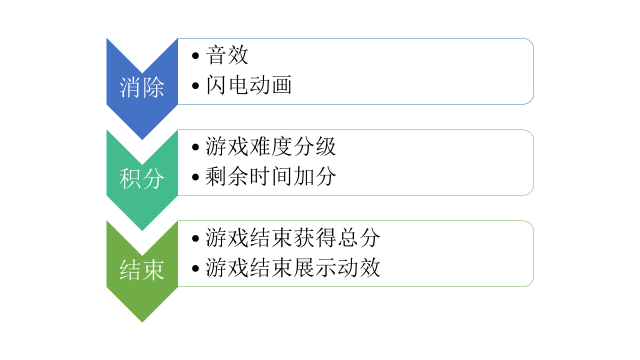 消除
• 音效
• 闪电动画
积分
• 游戏难度分级
• 剩余时间加分
结束
• 游戏结束获得总分
• 游戏结束展示动效